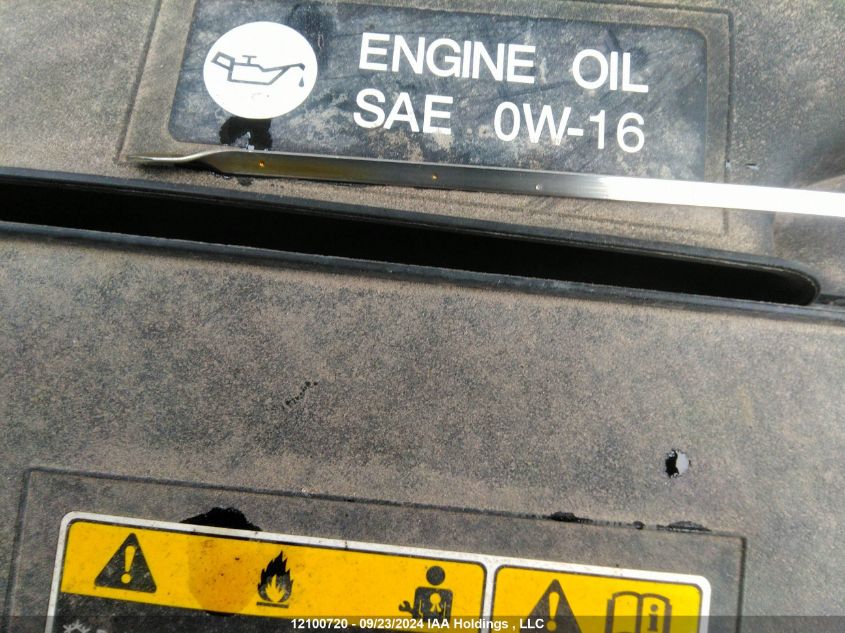 ENGINE OIL
SAE 0W-16
12100720 - 09/23/2024 IAA Holdings , LLC